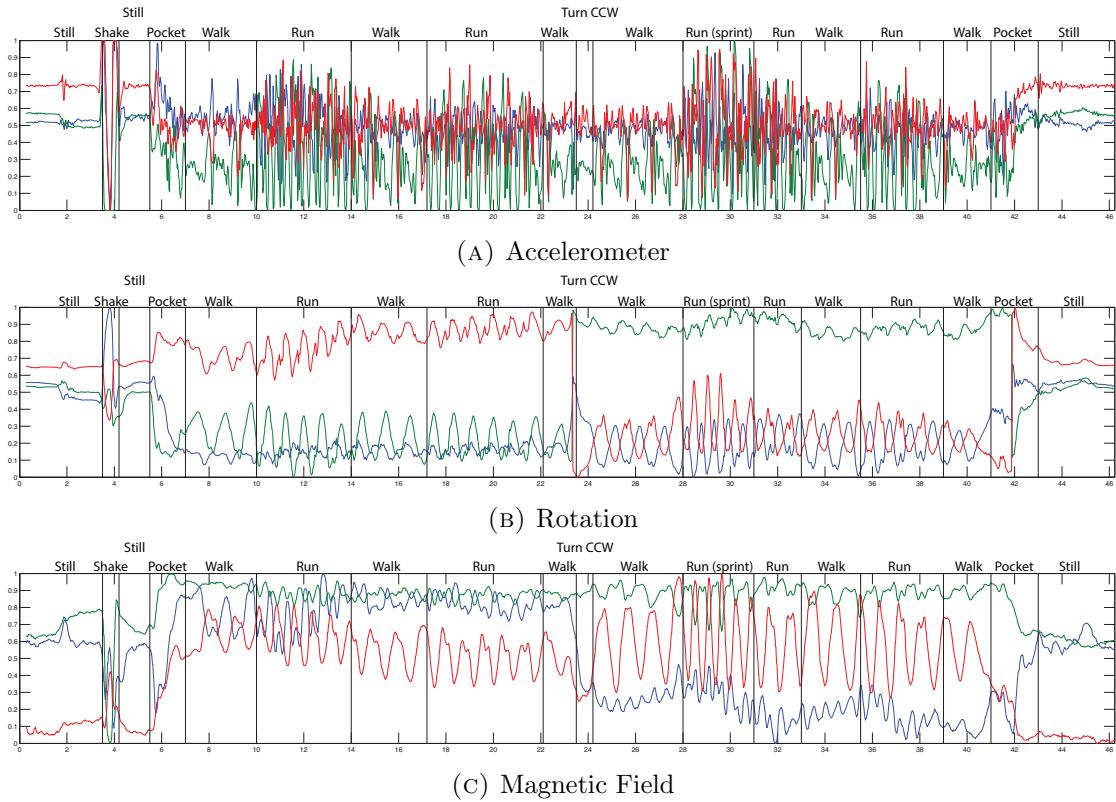 Still Turn CCW
Still Shake Pocket Walk Run Walk Run Walk Walk Run (sprint) Run Walk Run Walk Pocket Still
1
0.9
0.8
0.7
0.6
0.5
0.4
0.3
0.2
0.1
0
0 2 4 6 8 10 12 14 16 18 20 22 24 26 28 30 32 34 36 38 40 42 44 46
(A) Accelerometer
Still Turn CCW
Still Shake Pocket Walk Run Walk Run Walk Walk Run (sprint) Run Walk Run Walk Pocket Still
1
0.9
0.8
0.7
0.6
0.5
0.4
0.3
0.2
0.1
0
0 2 4 6 8 10 12 14 16 18 20 22 24 26 28 30 32 34 36 38 40 42 44 46
(B) Rotation
Still Turn CCW
Still Shake Pocket Walk Run Walk Run Walk Walk Run (sprint) Run Walk Run Walk Pocket Still
1
0.9
0.8
0.7
0.6
0.5
0.4
0.3
0.2
0.1
0
0 2 4 6 8 10 12 14 16 18 20 22 24 26 28 30 32 34 36 38 40 42 44 46
(C) Magnetic Field